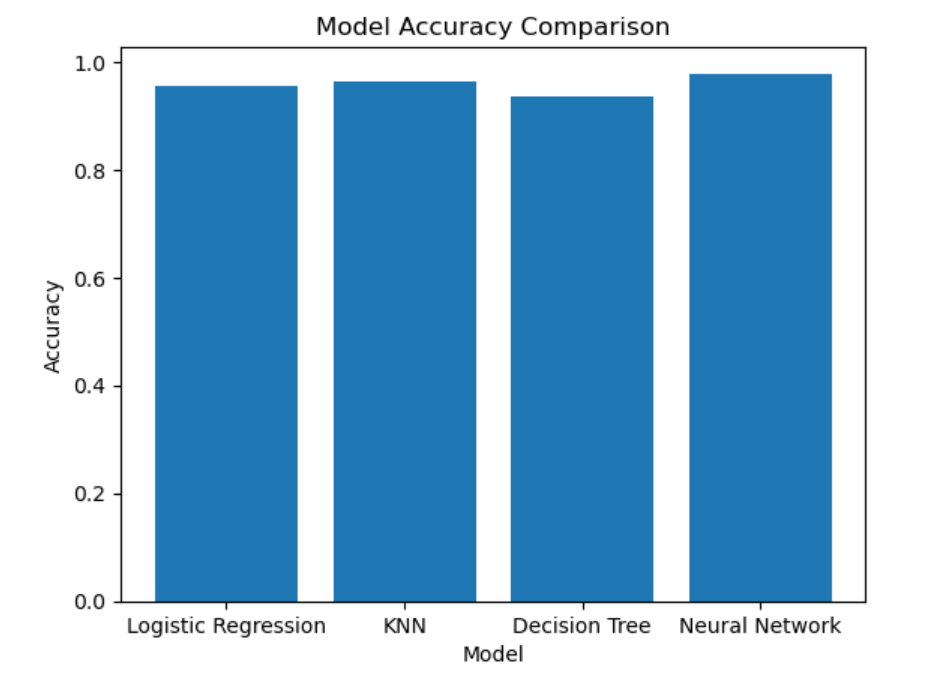 Model Accuracy Comparison
1.0
0.8
0.6
0.4
0.2
0.0
Accuracy
Logistic Regression KNN Decision Tree Neural Network
Model